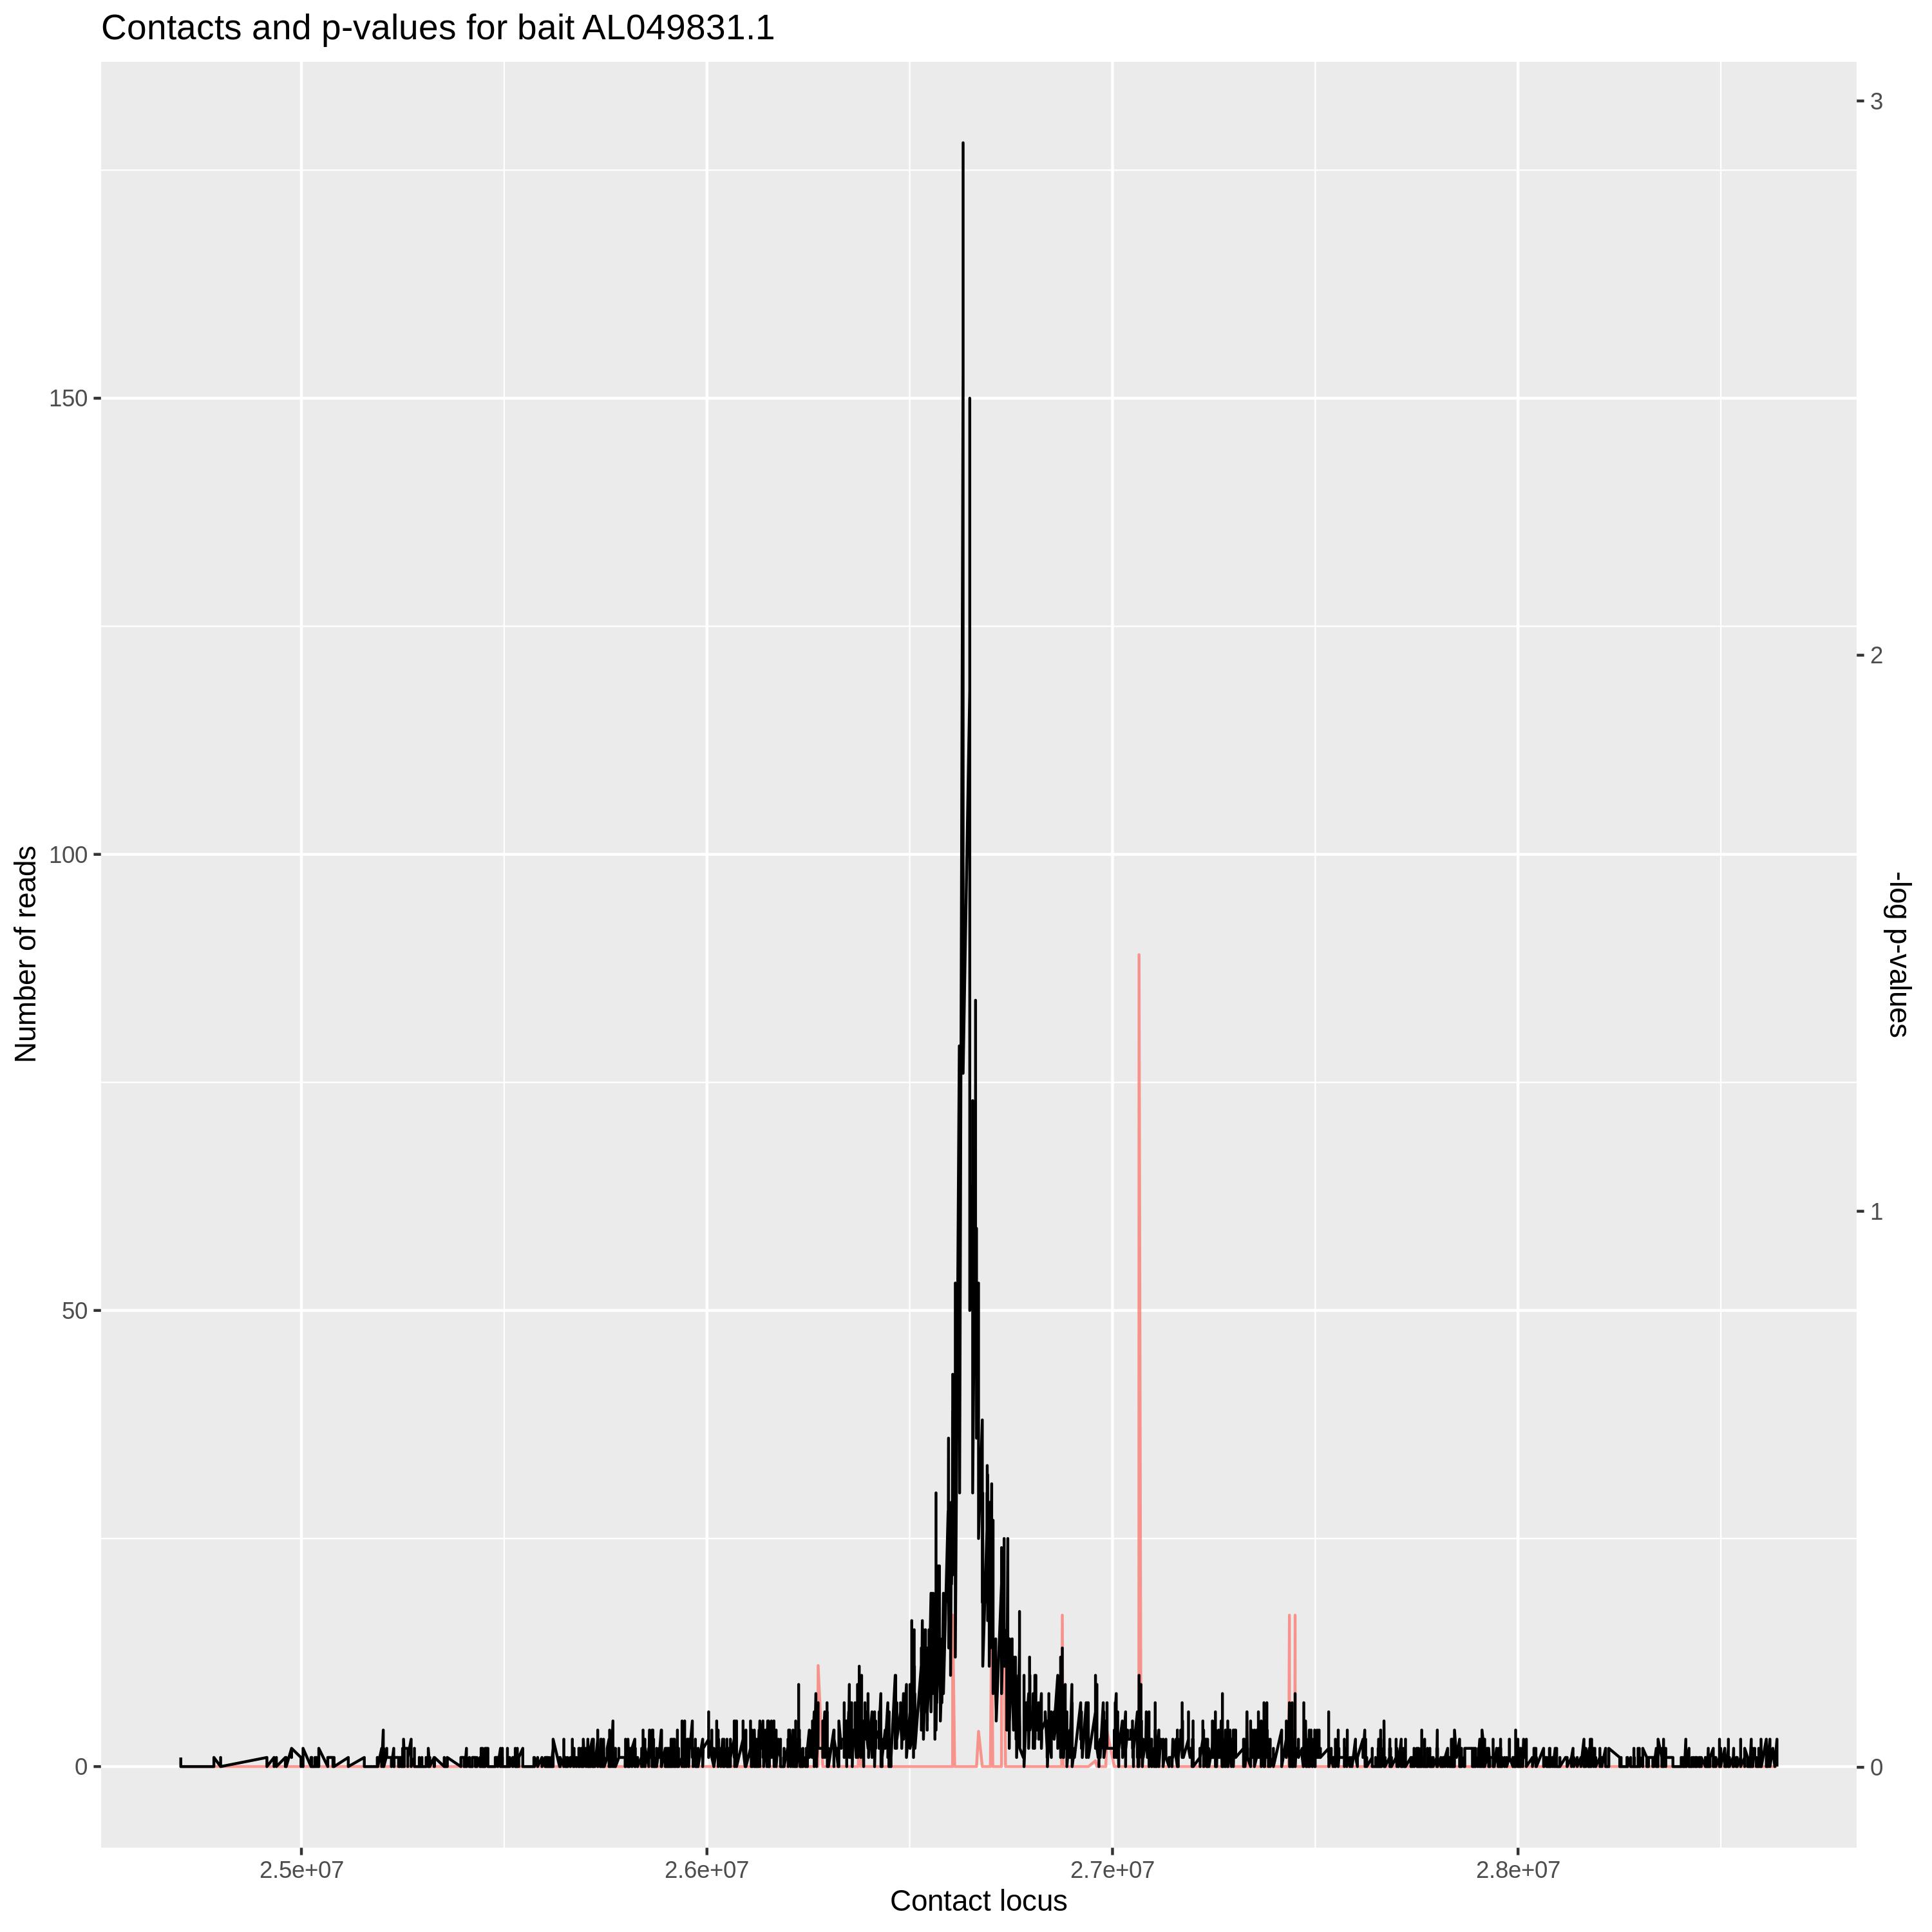 Contacts and p-values for bait AL049831.1
Number of reads
150
100
50
0
3
2
1
0
-log p-values
2.5e+07 2.6e+07 2.7e+07 2.8e+07
Contact locus